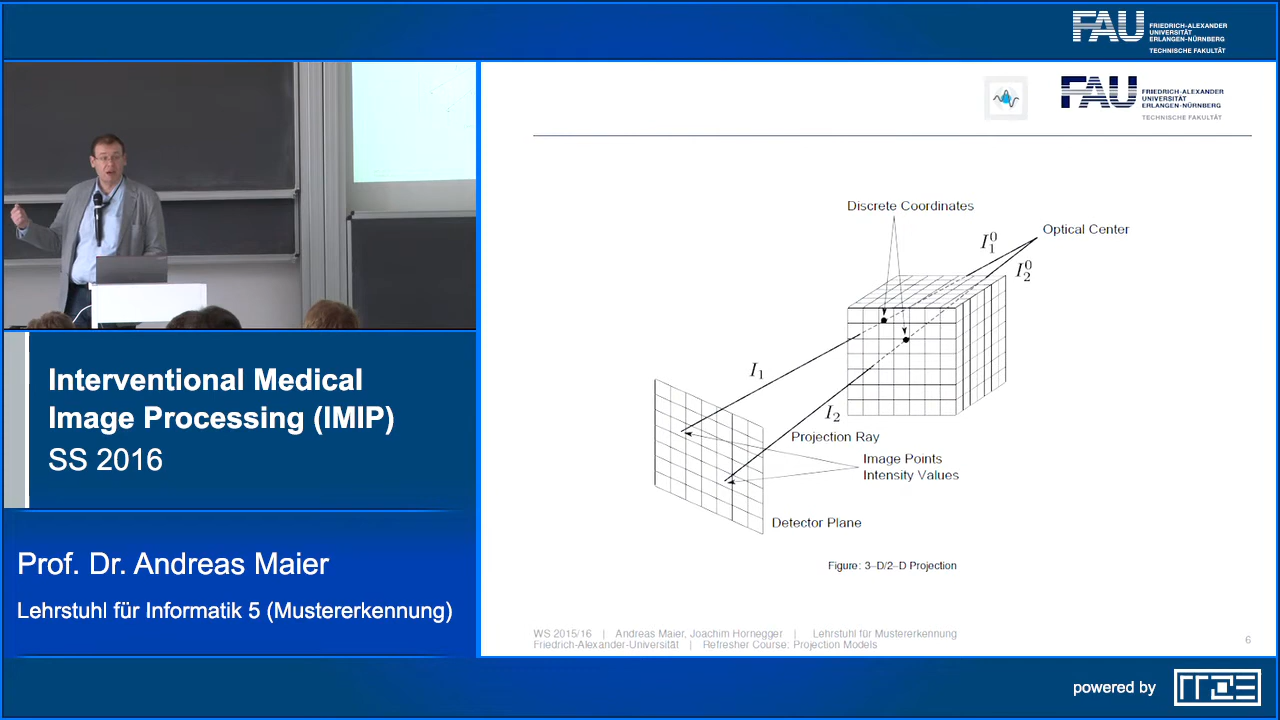 FAU
FRIEDRICH-ALEXANDER
UNIVERSITÄT
ERLANGEN-NÜRNBERG
TECHNISCHE FAKULTÄT
FAU
FRIEDRICH-ALEXANDER
UNIVERSITÄT
ERLANGEN-NÜRNBERG
TECHNISCHE FAKULTÄT
Discrete Coordinates
I₁⁰
Optical Center
I₂⁰
I₁
I₂
Projection Ray
Image Points
Intensity Values
Detector Plane
Figure: 3–D/2–D Projection
WS 2015/16 | Andreas Maier, Joachim Hornegger | Lehrstuhl für Mustererkennung
Friedrich-Alexander-Universität | Refresher Course: Projection Models
6
Interventional Medical
Image Processing (IMIP)
SS 2016
Prof. Dr. Andreas Maier
Lehrstuhl für Informatik 5 (Mustererkennung)
powered by